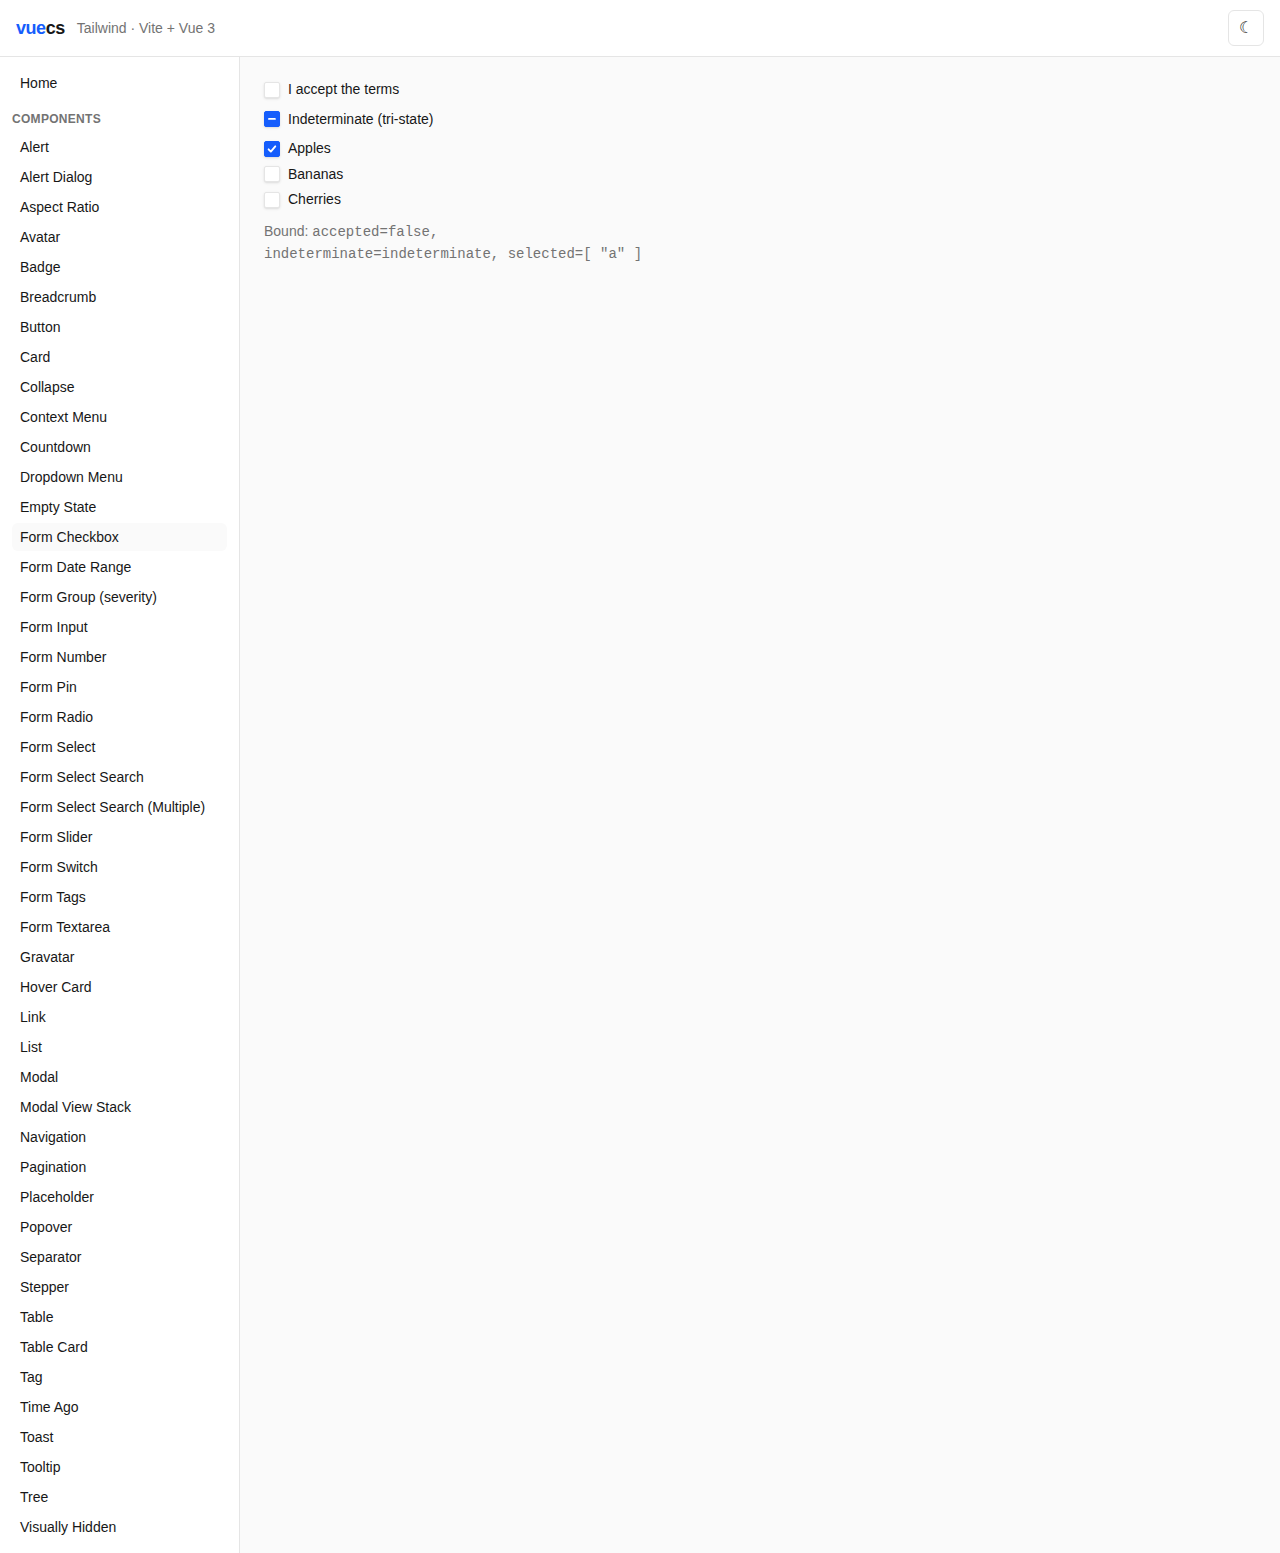 vuecs Tailwind · Vite + Vue 3
Home
COMPONENTS
Alert
Alert Dialog
Aspect Ratio
Avatar
Badge
Breadcrumb
Button
Card
Collapse
Context Menu
Countdown
Dropdown Menu
Empty State
Form Checkbox
Form Date Range
Form Group (severity)
Form Input
Form Number
Form Pin
Form Radio
Form Select
Form Select Search
Form Select Search (Multiple)
Form Slider
Form Switch
Form Tags
Form Textarea
Gravatar
Hover Card
Link
List
Modal
Modal View Stack
Navigation
Pagination
Placeholder
Popover
Separator
Stepper
Table
Table Card
Tag
Time Ago
Toast
Tooltip
Tree
Visually Hidden
I accept the terms
Indeterminate (tri-state)
Apples
Bananas
Cherries
Bound: accepted=false,
indeterminate=indeterminate, selected=[ "a" ]